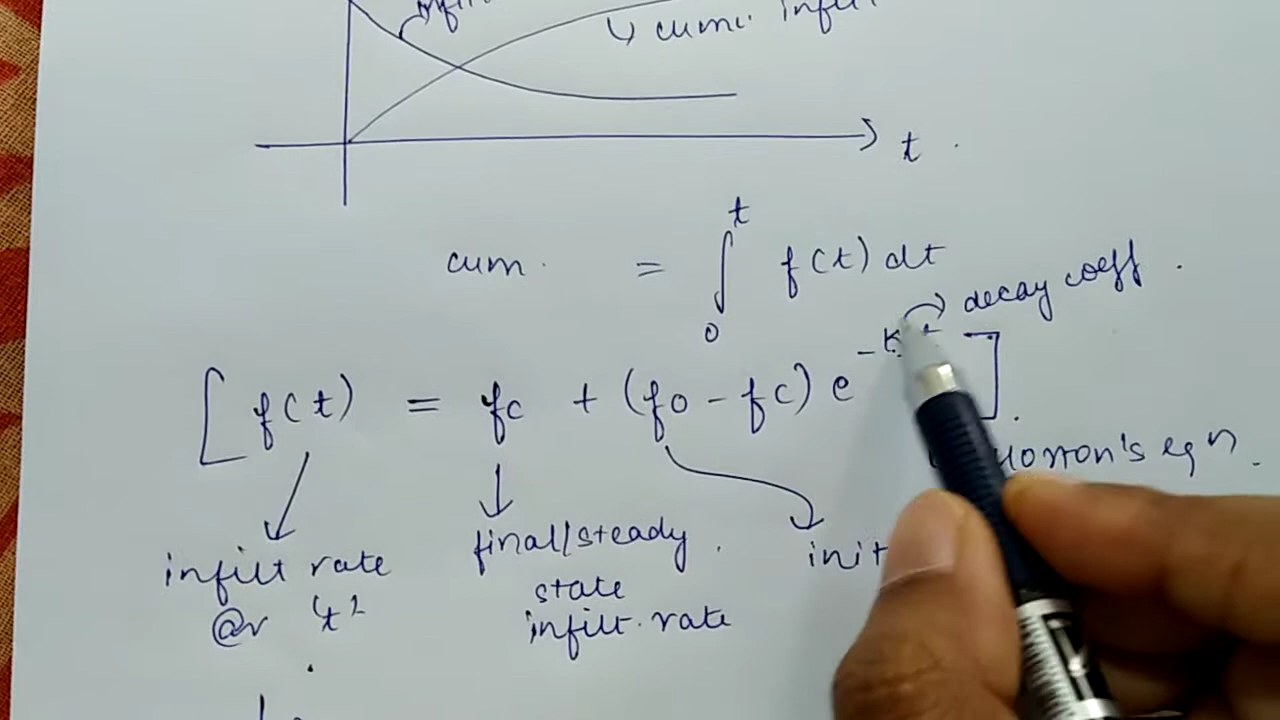 ↳ cum. infilt
t .
cum. = ∫₀ᵗ f(t) dt
→ decay coeff .
[ f(t) = fc + (fo - fc) e^-Kt ] .
Horton's eqn.
infilt rate @r 't'
final/steady . state infilt. rate
init